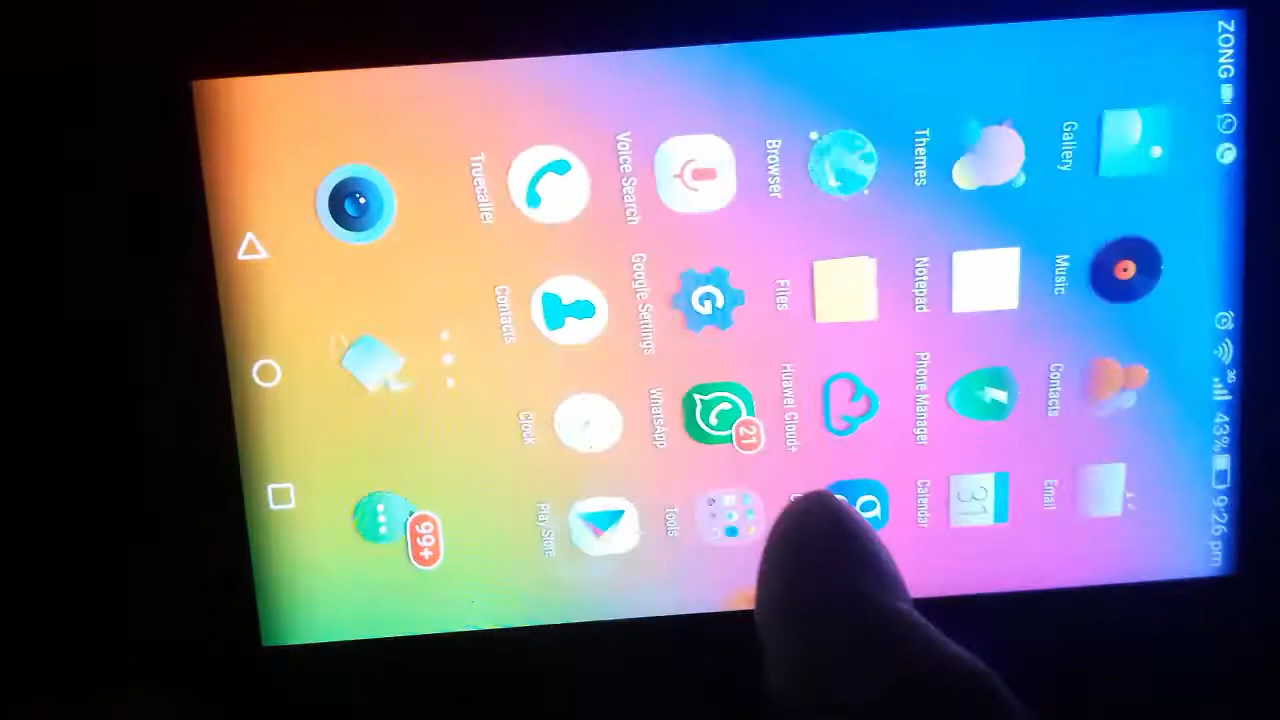 ZONG 3G 43% 9:26 pm
Gallery Music Contacts Email
31
Themes Notepad Phone Manager Calendar
G
Browser Files Huawei Cloud+
G 21
Voice Search Google Settings WhatsApp Tools
Truecaller Contacts Clock Play Store
99+